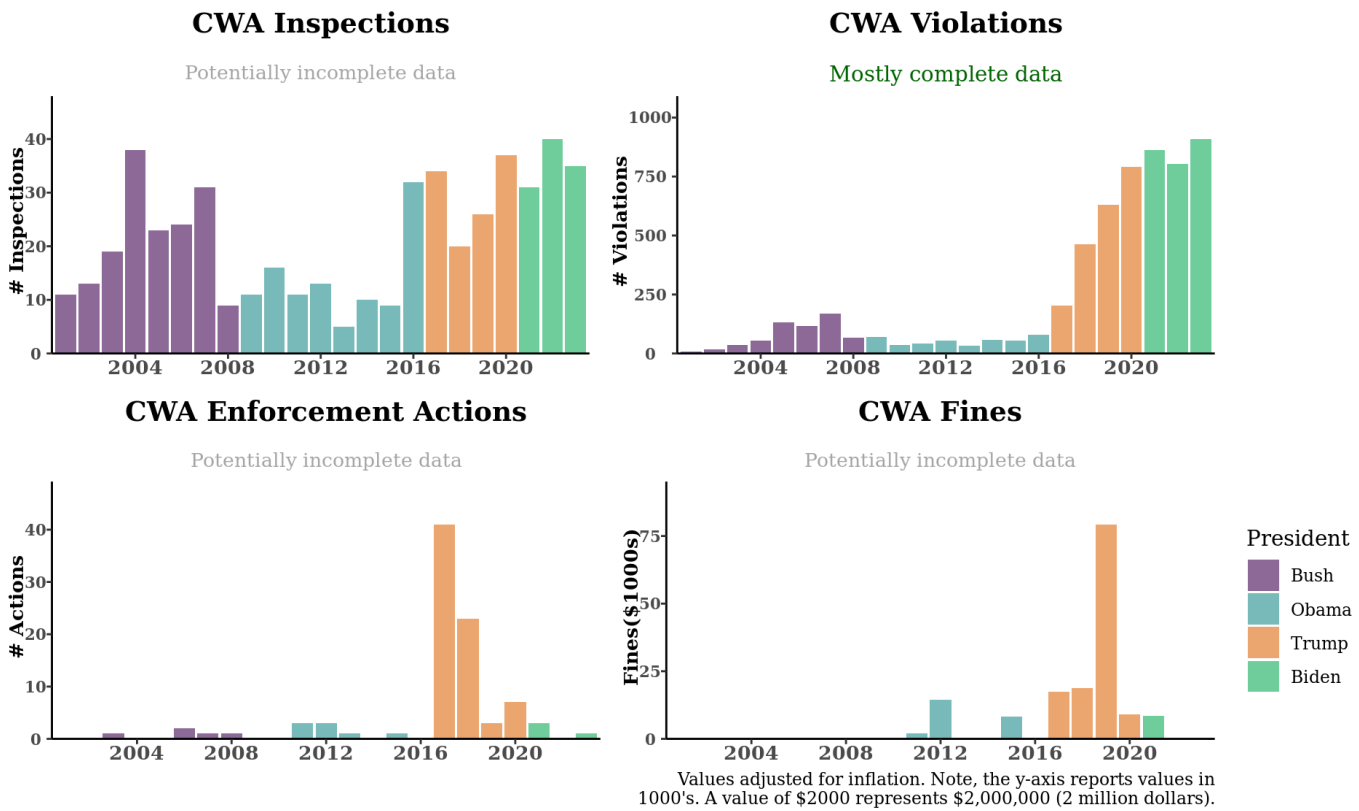 CWA Inspections
Potentially incomplete data
# Inspections
40
30
20
10
0
2004 2008 2012 2016 2020
CWA Violations
Mostly complete data
# Violations
1000
750
500
250
0
2004 2008 2012 2016 2020
CWA Enforcement Actions
Potentially incomplete data
# Actions
40
30
20
10
0
2004 2008 2012 2016 2020
CWA Fines
Potentially incomplete data
Fines($1000s)
75
50
25
0
2004 2008 2012 2016 2020
President
Bush
Obama
Trump
Biden
Values adjusted for inflation. Note, the y-axis reports values in
1000's. A value of $2000 represents $2,000,000 (2 million dollars).